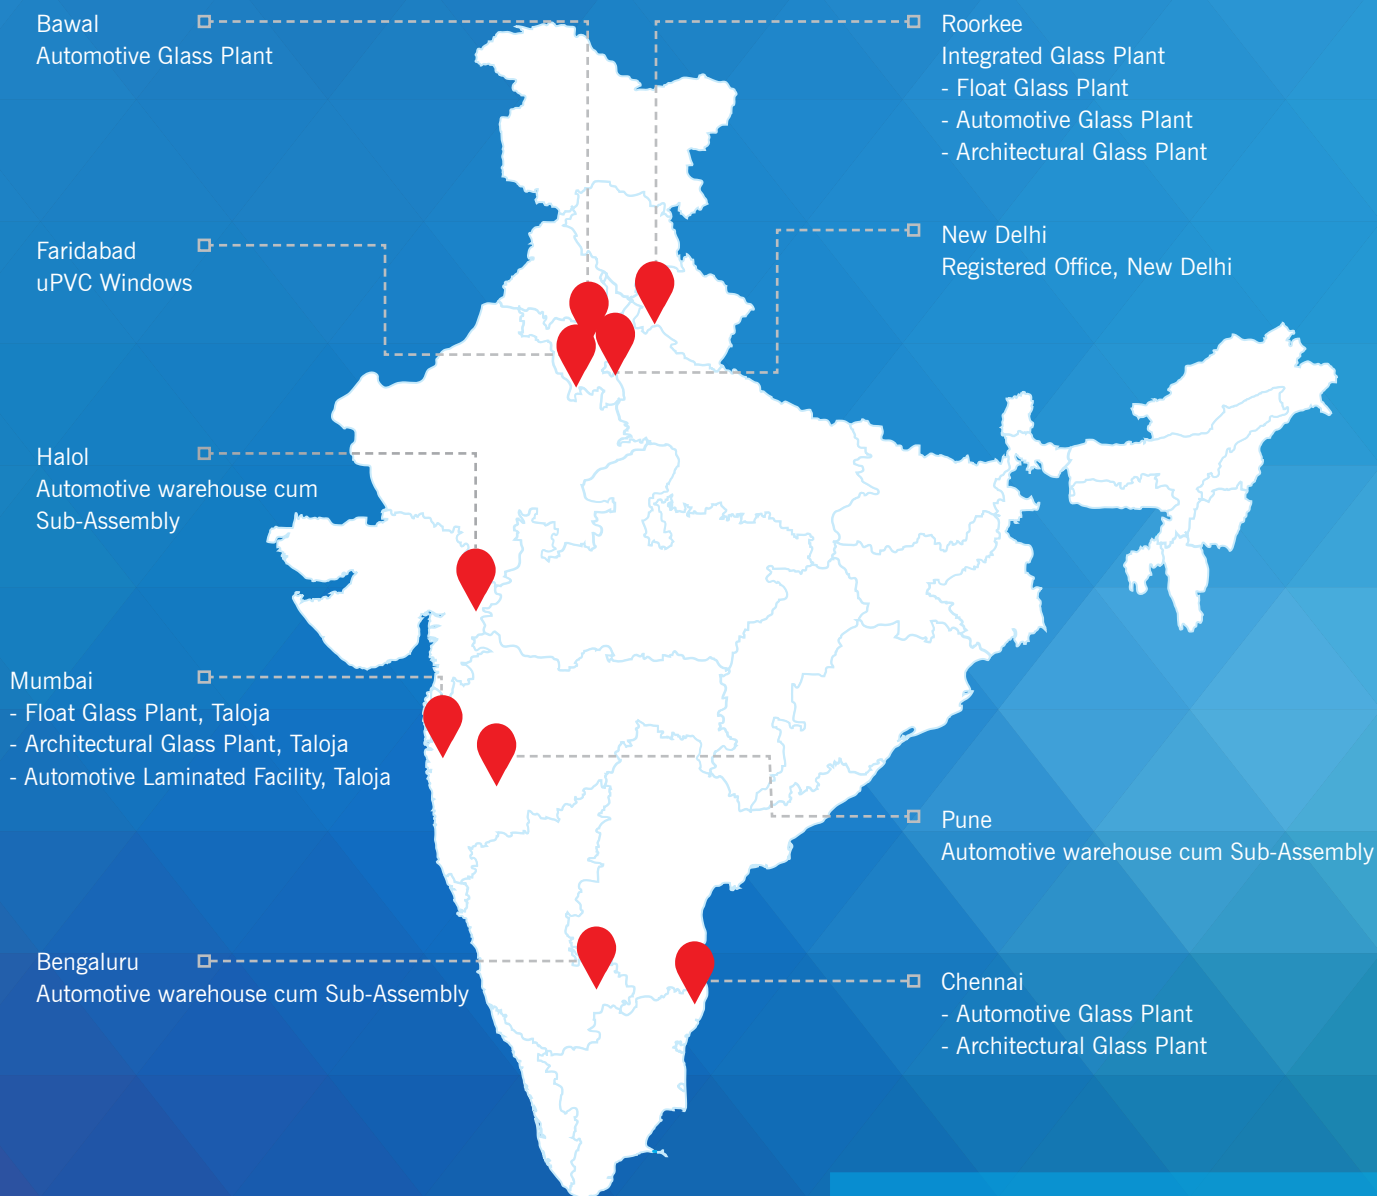 Bawal
Automotive Glass Plant
Roorkee
Integrated Glass Plant
- Float Glass Plant
- Automotive Glass Plant
- Architectural Glass Plant
Faridabad
uPVC Windows
New Delhi
Registered Office, New Delhi
Halol
Automotive warehouse cum
Sub-Assembly
Mumbai
- Float Glass Plant, Taloja
- Architectural Glass Plant, Taloja
- Automotive Laminated Facility, Taloja
Pune
Automotive warehouse cum Sub-Assembly
Bengaluru
Automotive warehouse cum Sub-Assembly
Chennai
- Automotive Glass Plant
- Architectural Glass Plant